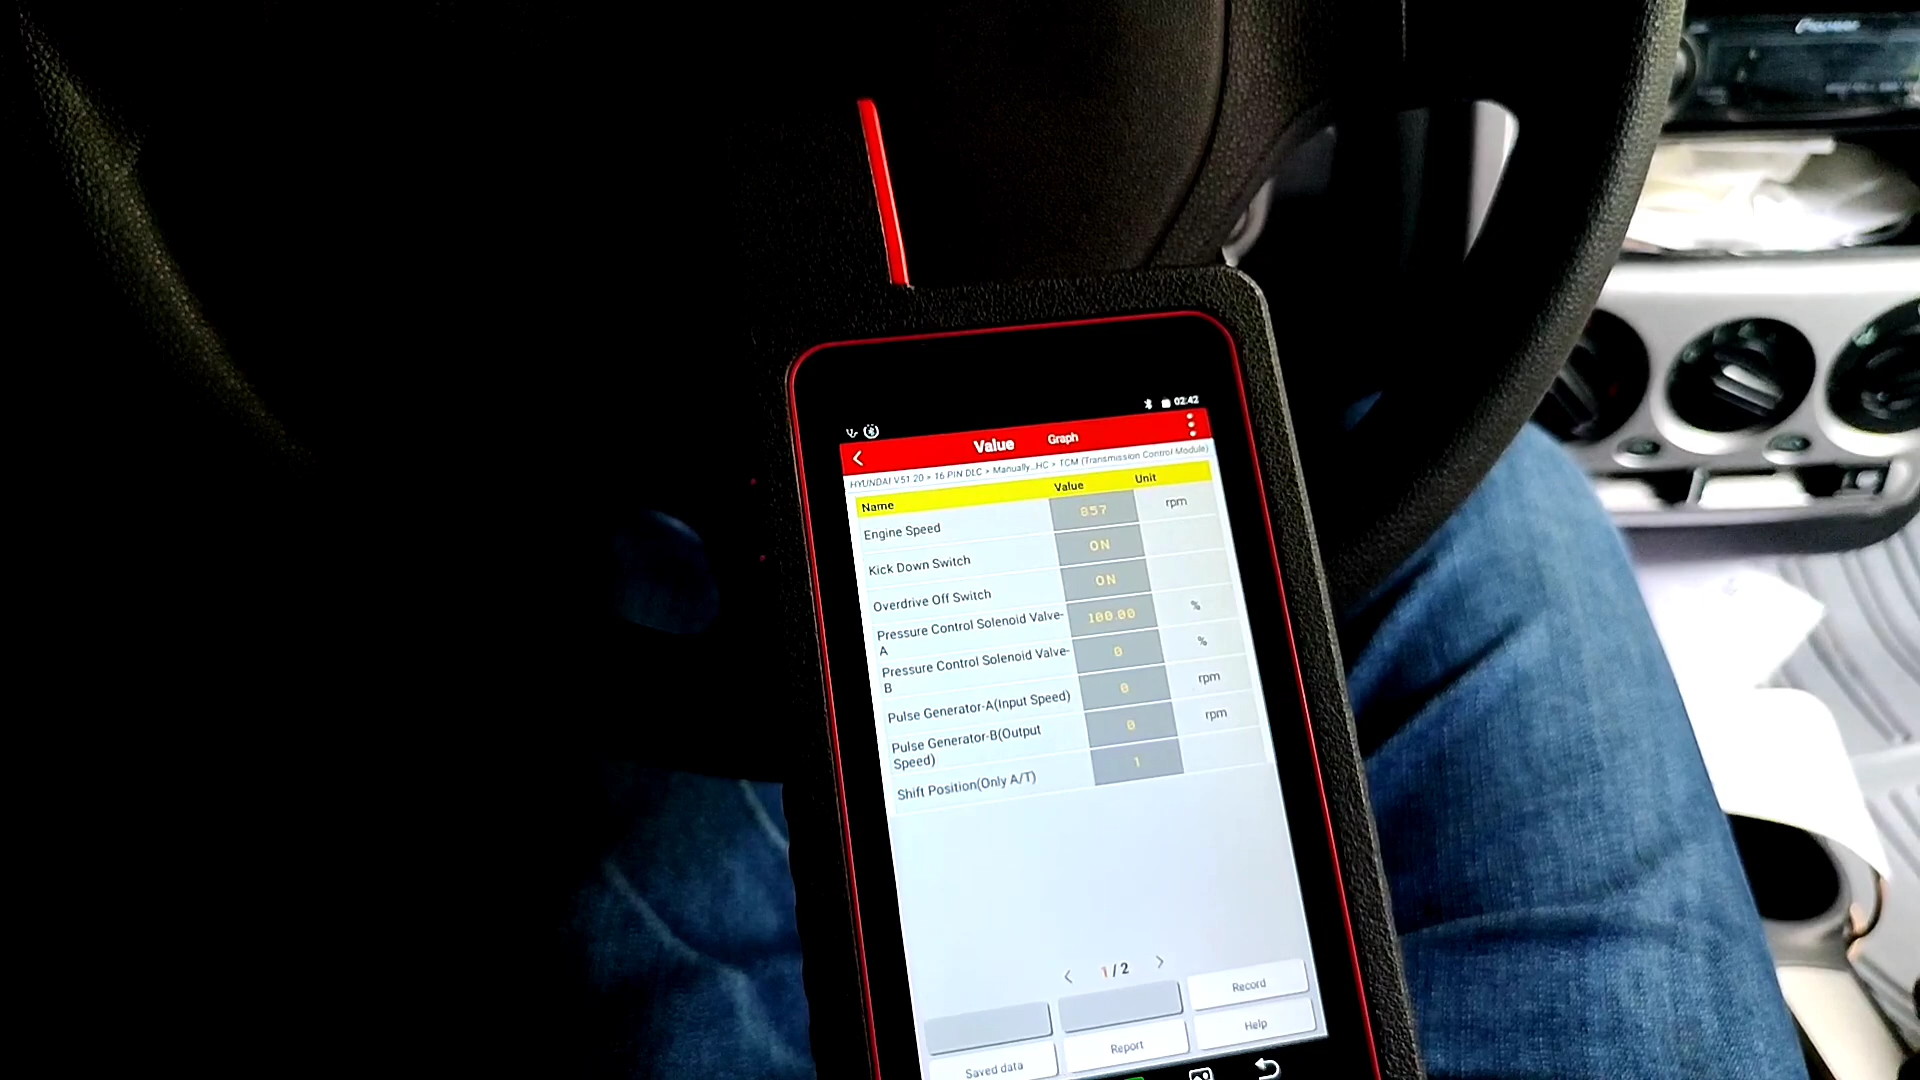 Pioneer
02:42
Value Graph
HYUNDAI V51 20 > 16 PIN DLC > Manually...HC > TCM (Transmission Control Module)
Name Value Unit
Engine Speed 857 rpm
Kick Down Switch ON
Overdrive Off Switch ON
Pressure Control Solenoid Valve-A 100.00 %
Pressure Control Solenoid Valve-B 0 %
Pulse Generator-A(Input Speed) 0 rpm
Pulse Generator-B(Output Speed) 0 rpm
Shift Position(Only A/T) 1
< 1/2 >
Record
Saved data Report Help